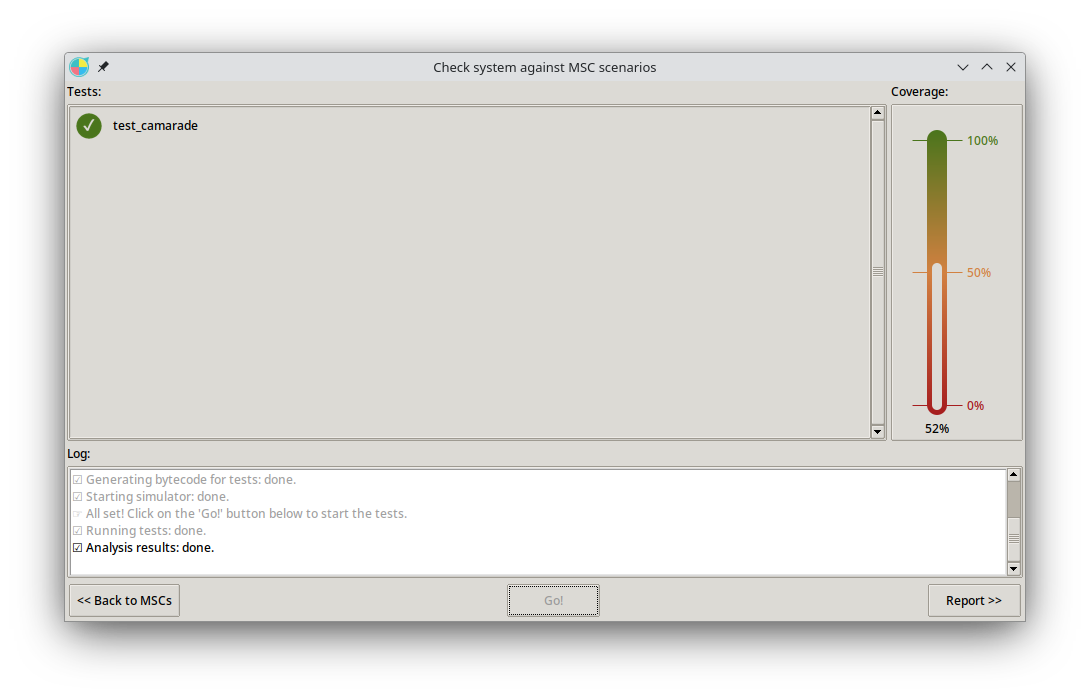 Check system against MSC scenarios
Tests:
Coverage:
test_camarade
100%
50%
0%
52%
Log:
☑ Generating bytecode for tests: done.
☑ Starting simulator: done.
☞ All set! Click on the 'Go!' button below to start the tests.
☑ Running tests: done.
☑ Analysis results: done.
<< Back to MSCs
Go!
Report >>